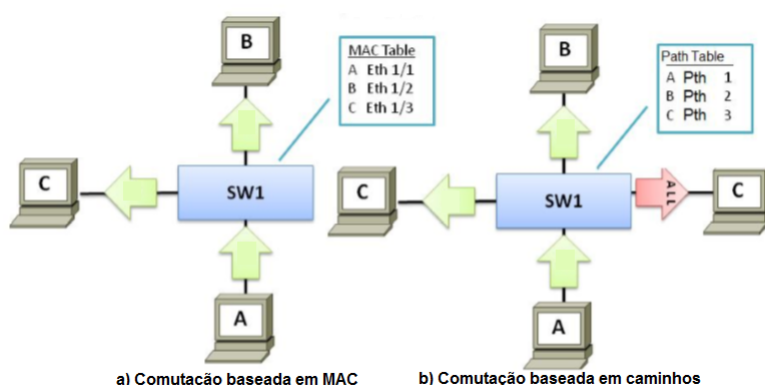 B
MAC Table
A Eth 1/1
B Eth 1/2
C Eth 1/3
C
SW1
A
a) Comutação baseada em MAC
B
Path Table
A Pth 1
B Pth 2
C Pth 3
C
SW1
ALL
C
A
b) Comutação baseada em caminhos